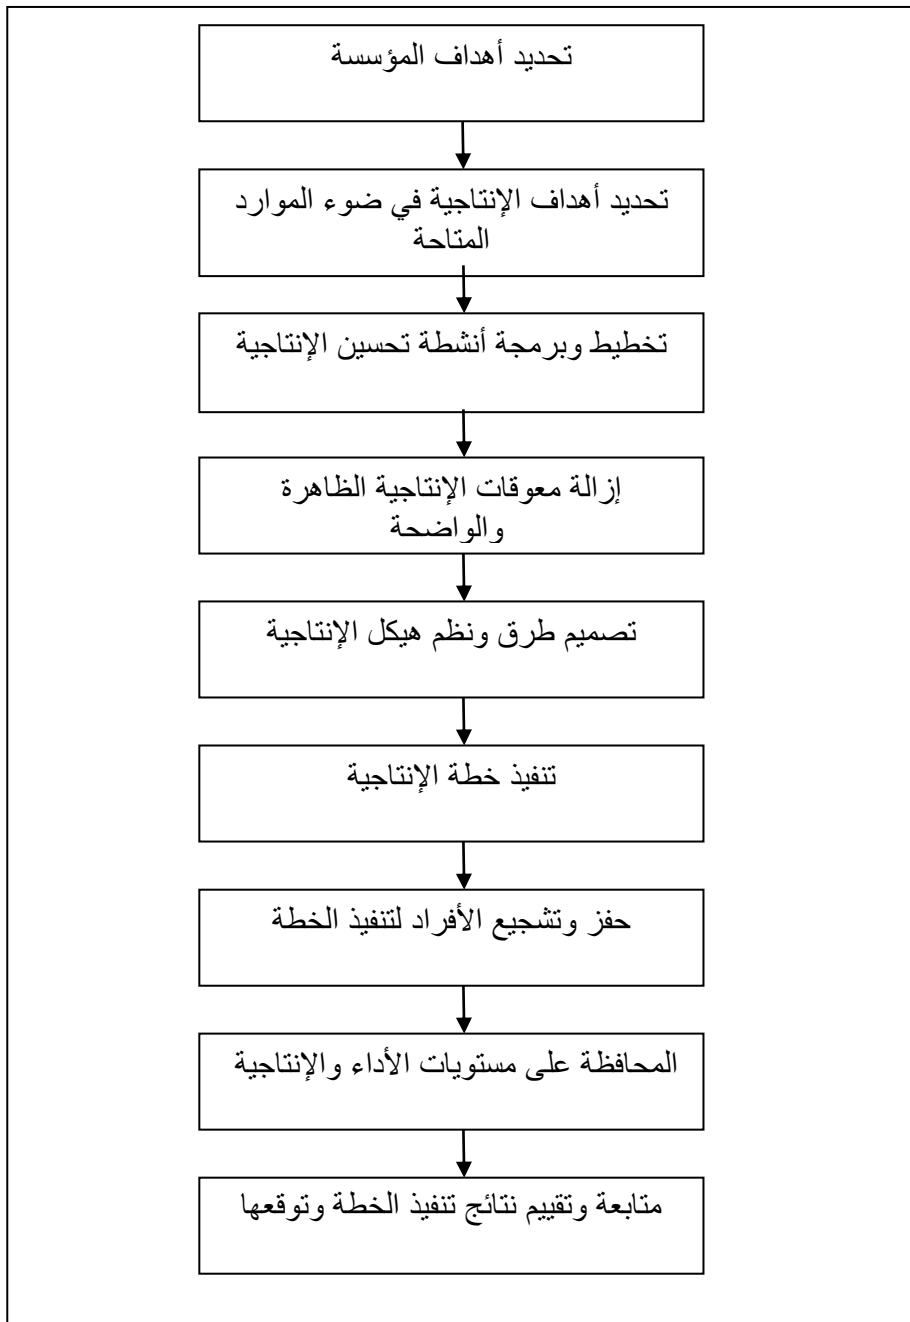 تحديد أهداف المؤسسة
تحديد أهداف الإنتاجية في ضوء الموارد
المتاحة
تخطيط وبرمجة أنشطة تحسين الإنتاجية
إزالة معوقات الإنتاجية الظاهرة
والواضحة
تصميم طرق ونظم هيكل الإنتاجية
تنفيذ خطة الإنتاجية
حفز وتشجيع الأفراد لتنفيذ الخطة
المحافظة على مستويات الأداء والإنتاجية
متابعة وتقييم نتائج تنفيذ الخطة وتوقعها